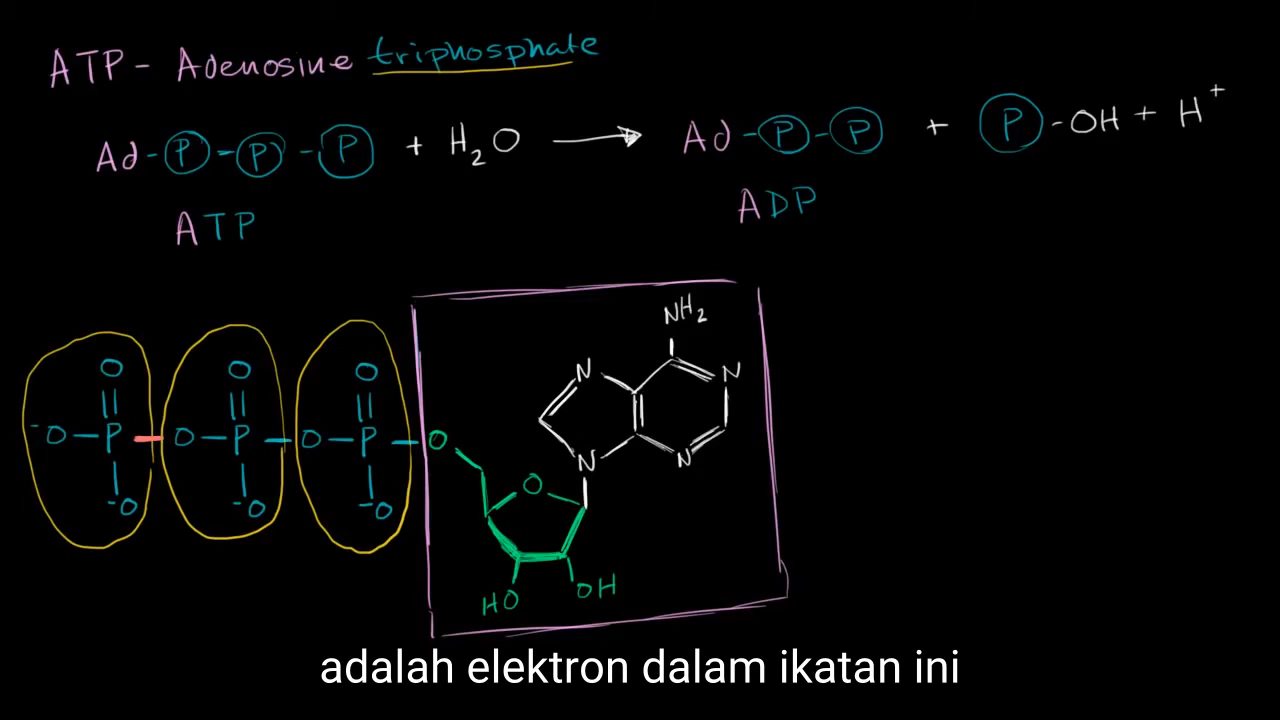 ATP - Adenosine triphosphate
Ad - P - P - P + H₂O → Ad - P - P + P - OH + H⁺
ATP ADP
NH₂
O O O N N
⁻O - P - O - P - O - P - O
N N
⁻O ⁻O ⁻O O
HO OH
adalah elektron dalam ikatan ini